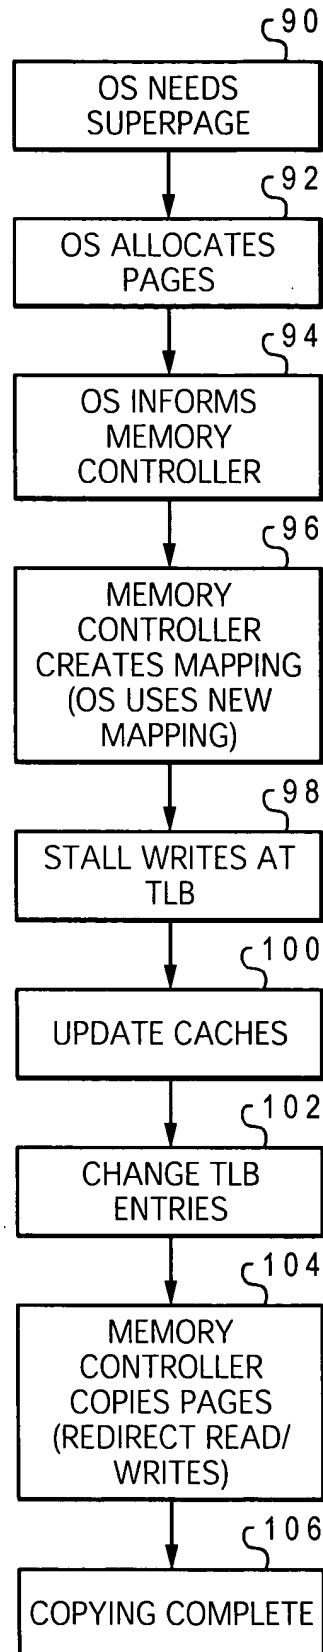 90
OS NEEDS
SUPERPAGE
92
OS ALLOCATES
PAGES
94
OS INFORMS
MEMORY
CONTROLLER
96
MEMORY
CONTROLLER
CREATES MAPPING
(OS USES NEW
MAPPING)
98
STALL WRITES AT
TLB
100
UPDATE CACHES
102
CHANGE TLB
ENTRIES
104
MEMORY
CONTROLLER
COPIES PAGES
(REDIRECT READ/
WRITES)
106
COPYING COMPLETE